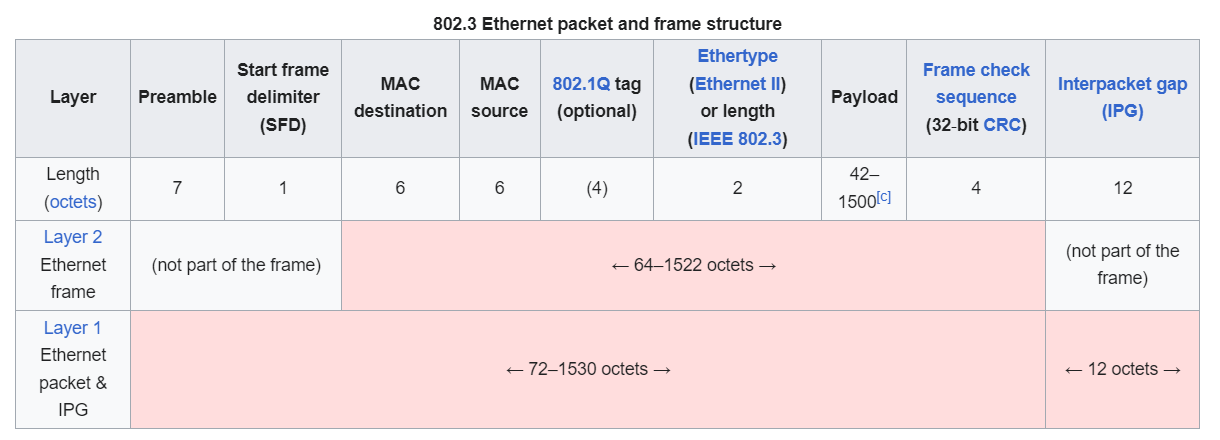 802.3 Ethernet packet and frame structure
Layer
Preamble
Start frame
delimiter
(SFD)
MAC
destination
MAC
source
802.1Q tag
(optional)
Ethertype
(Ethernet II)
or length
(IEEE 802.3)
Payload
Frame check
sequence
(32-bit CRC)
Interpacket gap
(IPG)
Length
(octets)
7
1
6
6
(4)
2
42–
1500[c]
4
12
Layer 2
Ethernet
frame
(not part of the frame)
← 64–1522 octets →
(not part of the
frame)
Layer 1
Ethernet
packet &
IPG
← 72–1530 octets →
← 12 octets →